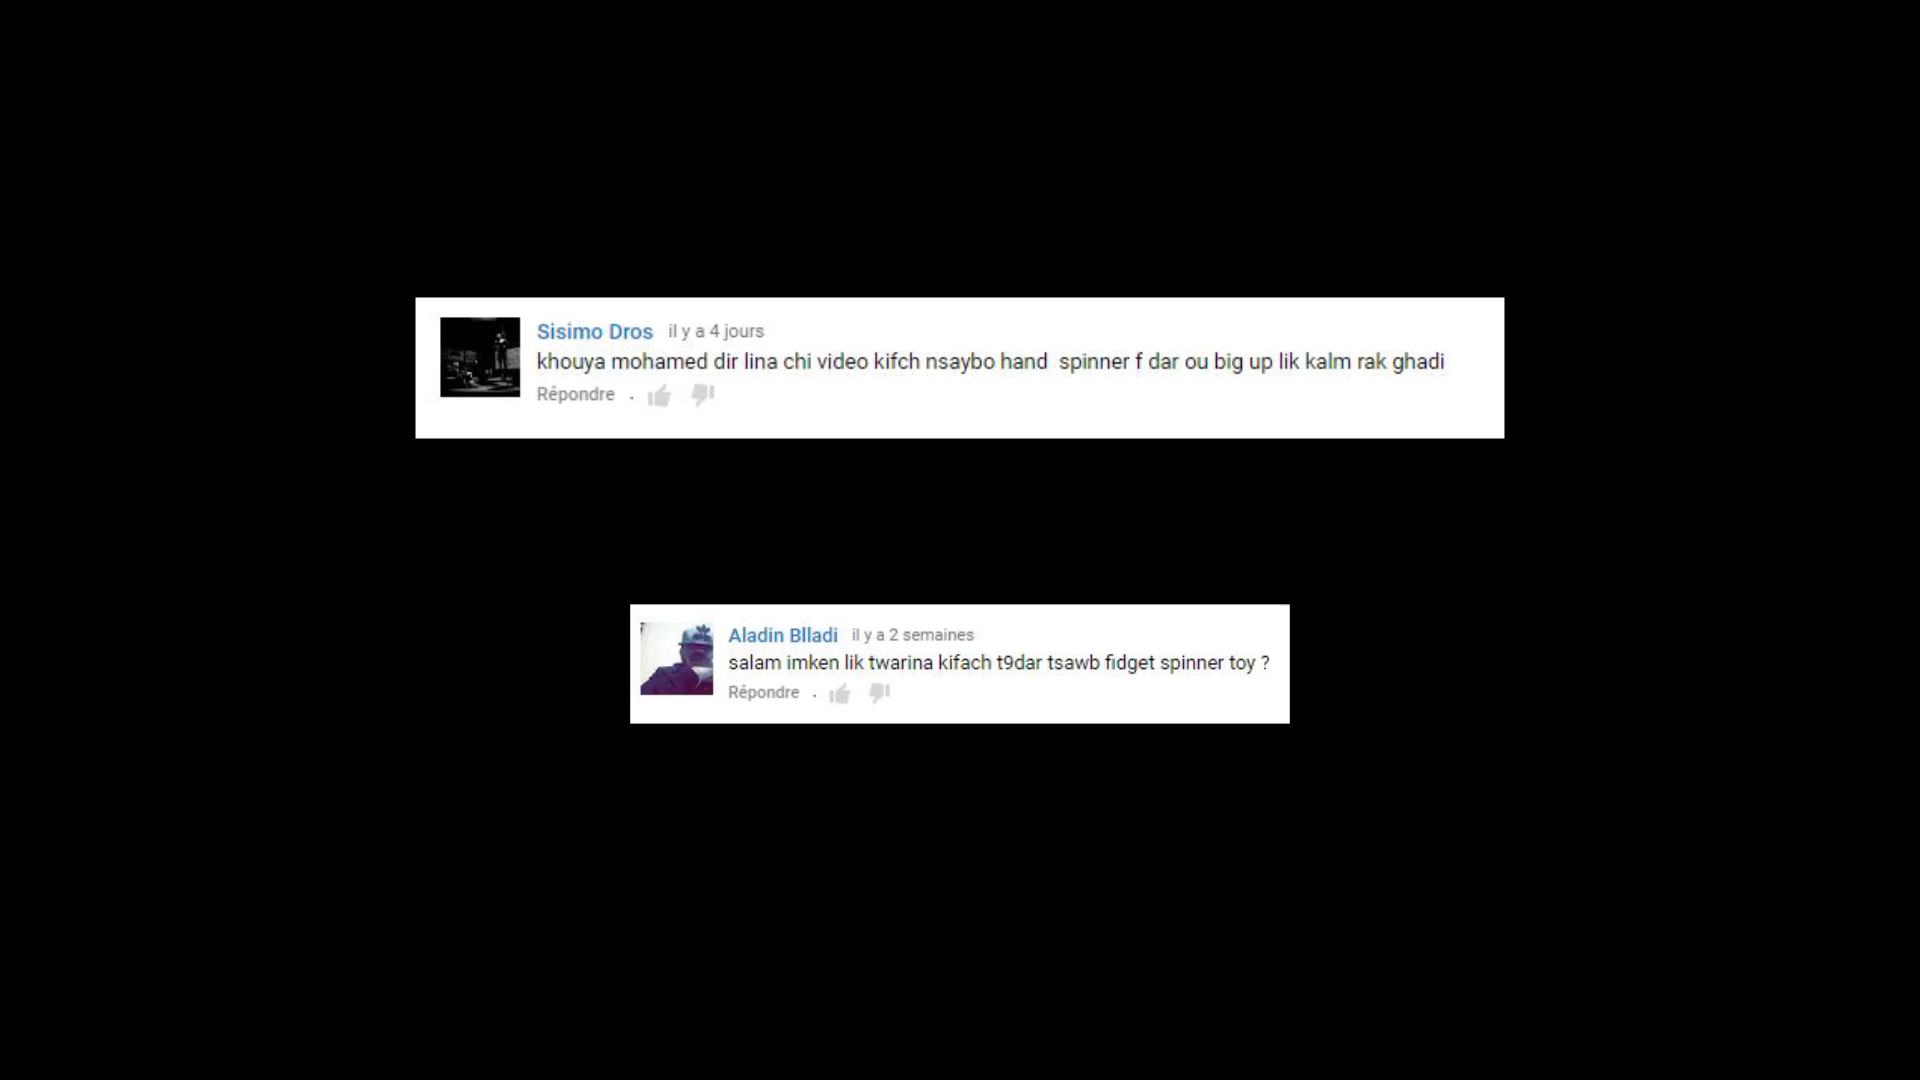 Sisimo Dros il y a 4 jours
khouya mohamed dir lina chi video kifch nsaybo hand  spinner f dar ou big up lik kalm rak ghadi
Répondre .
Aladin Blladi il y a 2 semaines
salam imken lik twarina kifach t9dar tsawb fidget spinner toy ?
Répondre .